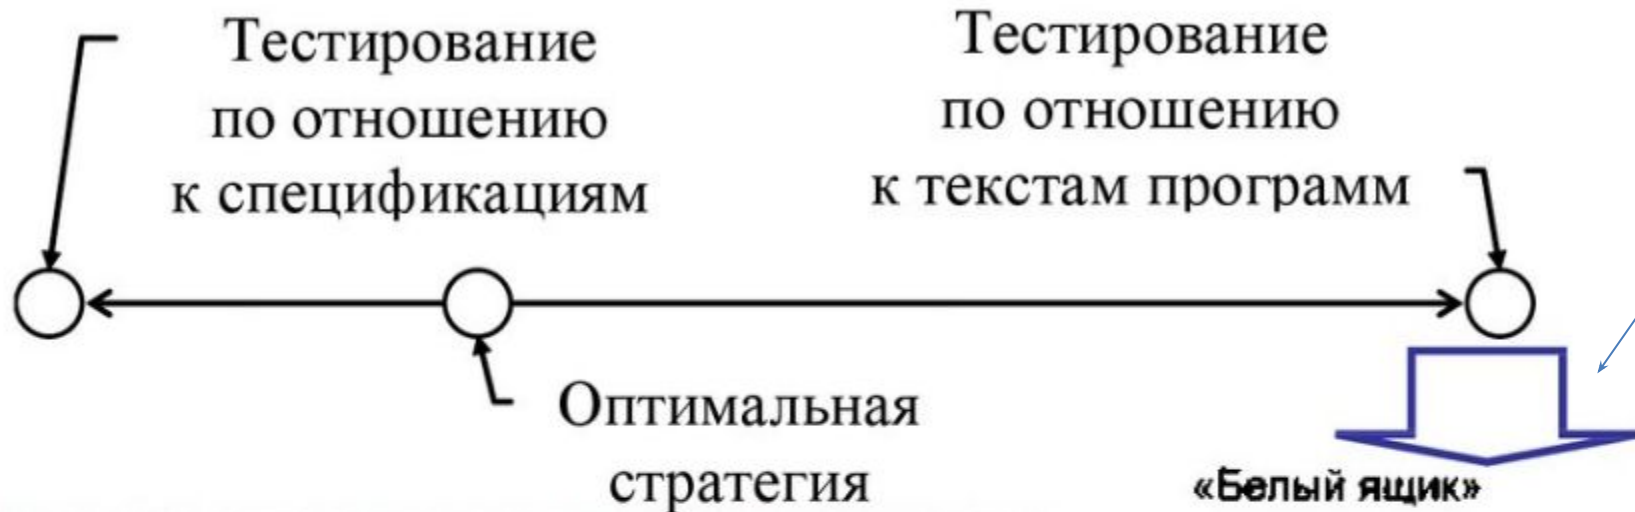 Тестирование
по отношению
к спецификациям
Тестирование
по отношению
к текстам программ
Оптимальная
стратегия
«Белый ящик»